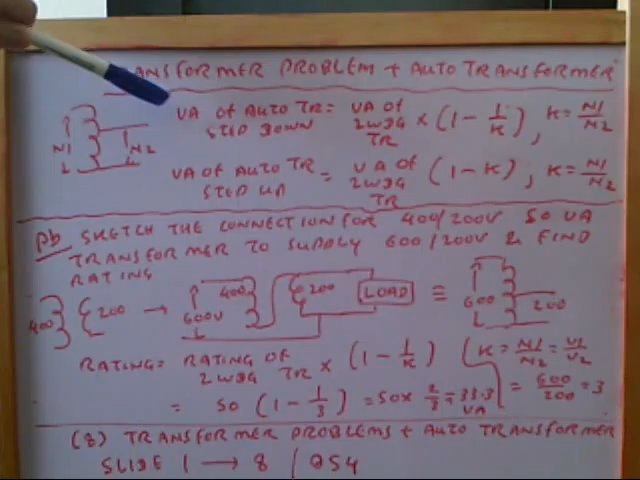 TRANSFORMER PROBLEM + AUTO TRANSFORMER
N1 N2
VA OF AUTO TR STEP DOWN = VA OF 2WDG TR × (1 - 1/K), K = N1/N2
VA OF AUTO TR STEP UP = VA OF 2WDG TR (1 - K), K = N1/N2
Pb SKETCH THE CONNECTION FOR 400/200V 50 VA
TRANSFORMER TO SUPPLY 600/200V & FIND
RATING
400 200 → 600V 400 200 LOAD ≡ 600 200
RATING = RATING OF 2WDG TR × (1 - 1/K) (K = N1/N2 = V1/V2
= 50 (1 - 1/3) = 50 × 2/3 = 33.3 VA = 600/200 = 3
(8) TRANSFORMER PROBLEMS + AUTO TRANSFORMER
SLIDE 1 → 8 / 254